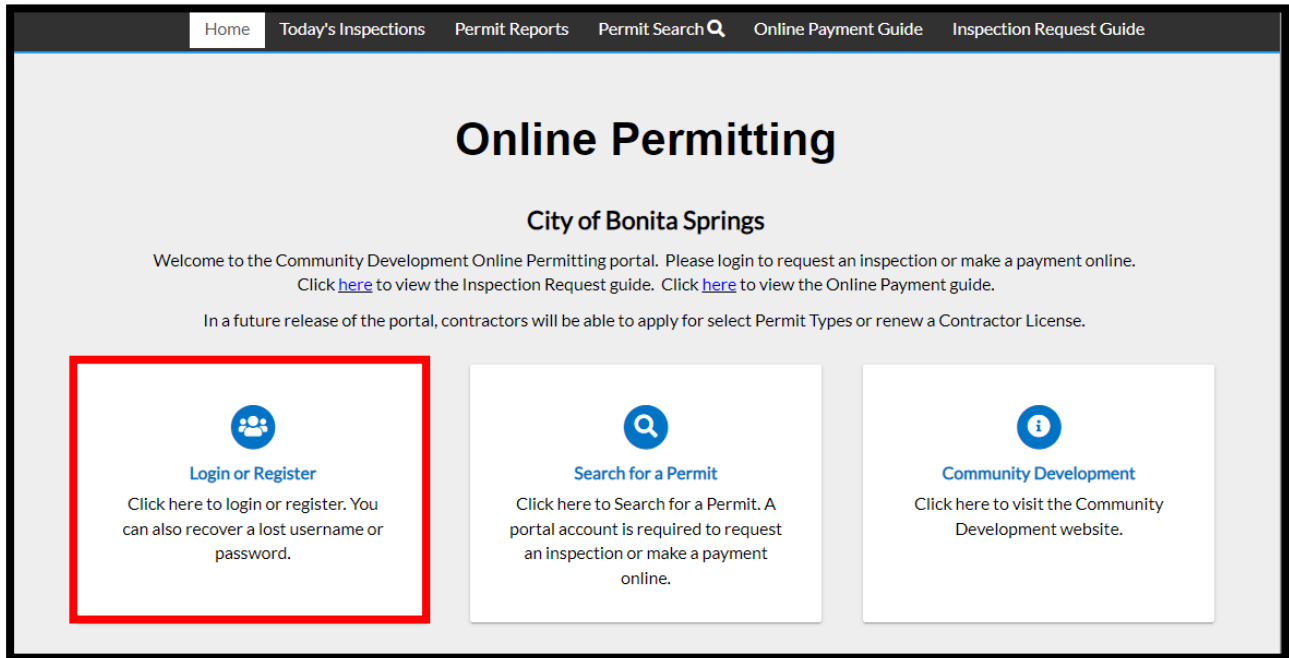 Home Today's Inspections Permit Reports Permit Search Online Payment Guide Inspection Request Guide
Online Permitting
City of Bonita Springs
Welcome to the Community Development Online Permitting portal. Please login to request an inspection or make a payment online.
Click here to view the Inspection Request guide. Click here to view the Online Payment guide.
In a future release of the portal, contractors will be able to apply for select Permit Types or renew a Contractor License.
Login or Register
Click here to login or register. You
can also recover a lost username or
password.
Search for a Permit
Click here to Search for a Permit. A
portal account is required to request
an inspection or make a payment
online.
Community Development
Click here to visit the Community
Development website.